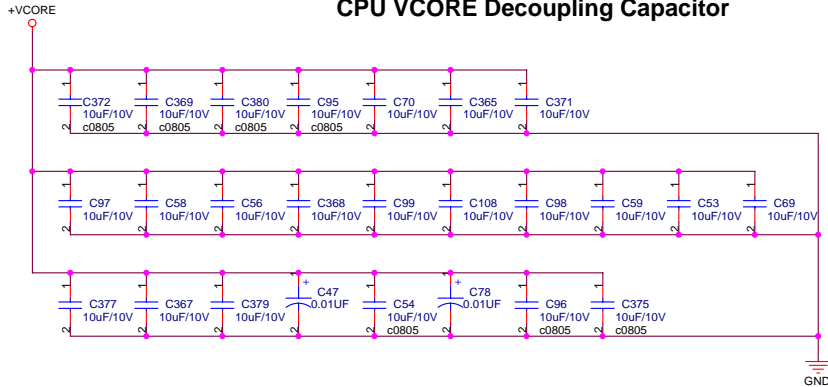 CPU VCORE Decoupling Capacitor
+VCORE
1 1 1 1 1 1 1
C372 C369 C380 C95 C70 C365 C371
10uF/10V 10uF/10V 10uF/10V 10uF/10V 10uF/10V 10uF/10V 10uF/10V
2 c0805 2 c0805 2 c0805 2 c0805 2 2 2
1 1 1 1 1 1 1 1 1 1
C97 C58 C56 C368 C99 C108 C98 C59 C53 C69
10uF/10V 10uF/10V 10uF/10V 10uF/10V 10uF/10V 10uF/10V 10uF/10V 10uF/10V 10uF/10V 10uF/10V
2 2 2 2 2 2 2 2 2 2
1 1 1 1 + 1 1 + 1 1
C377 C367 C379 C47 C54 C78 C96 C375
10uF/10V 10uF/10V 10uF/10V 0.01UF 10uF/10V 0.01UF 10uF/10V 10uF/10V
2 2 2 2 2 c0805 2 2 c0805 2 c0805
GND